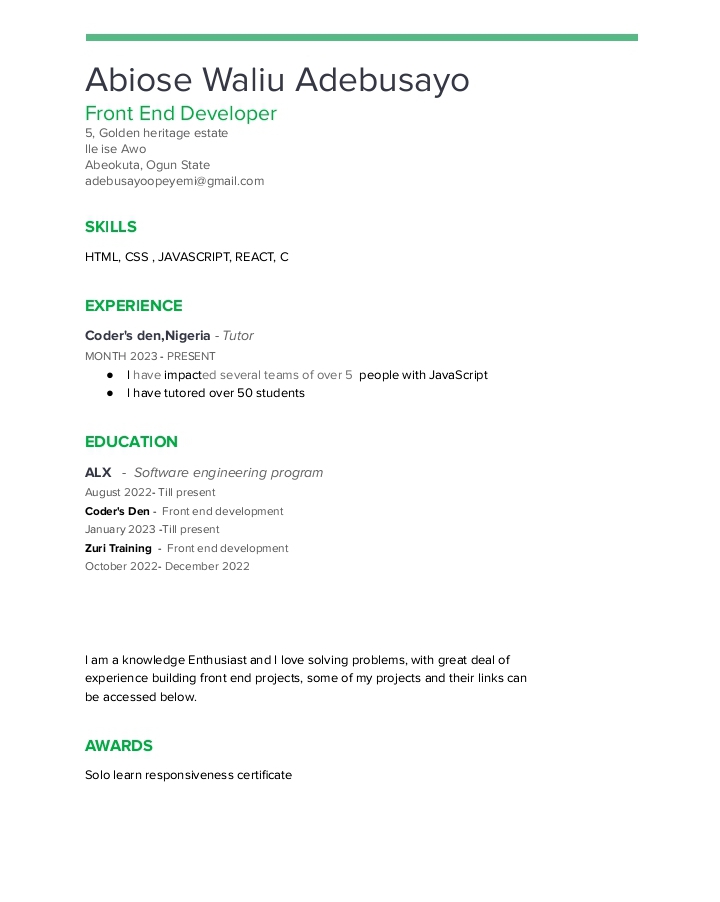 Abiose Waliu Adebusayo
Front End Developer
5, Golden heritage estate
Ile ise Awo
Abeokuta, Ogun State
adebusayoopeyemi@gmail.com
SKILLS
HTML, CSS , JAVASCRIPT, REACT, C
EXPERIENCE
Coder's den,Nigeria - Tutor
MONTH 2023 - PRESENT
● I have impacted several teams of over 5 people with JavaScript
● I have tutored over 50 students
EDUCATION
ALX - Software engineering program
August 2022- Till present
Coder's Den - Front end development
January 2023 -Till present
Zuri Training - Front end development
October 2022- December 2022
I am a knowledge Enthusiast and I love solving problems, with great deal of
experience building front end projects, some of my projects and their links can
be accessed below.
AWARDS
Solo learn responsiveness certificate